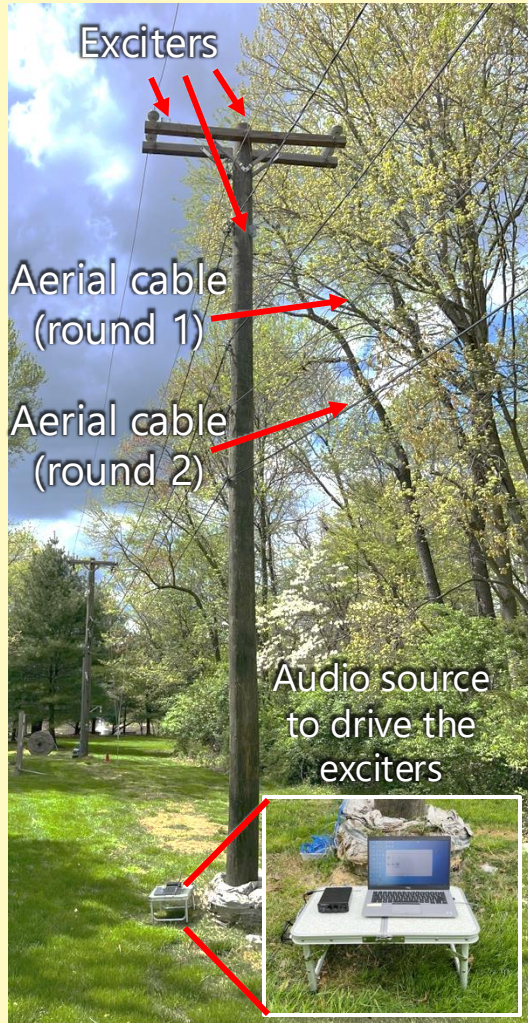 Exciters
Aerial cable
(round 1)
Aerial cable
(round 2)
Audio source
to drive the
exciters